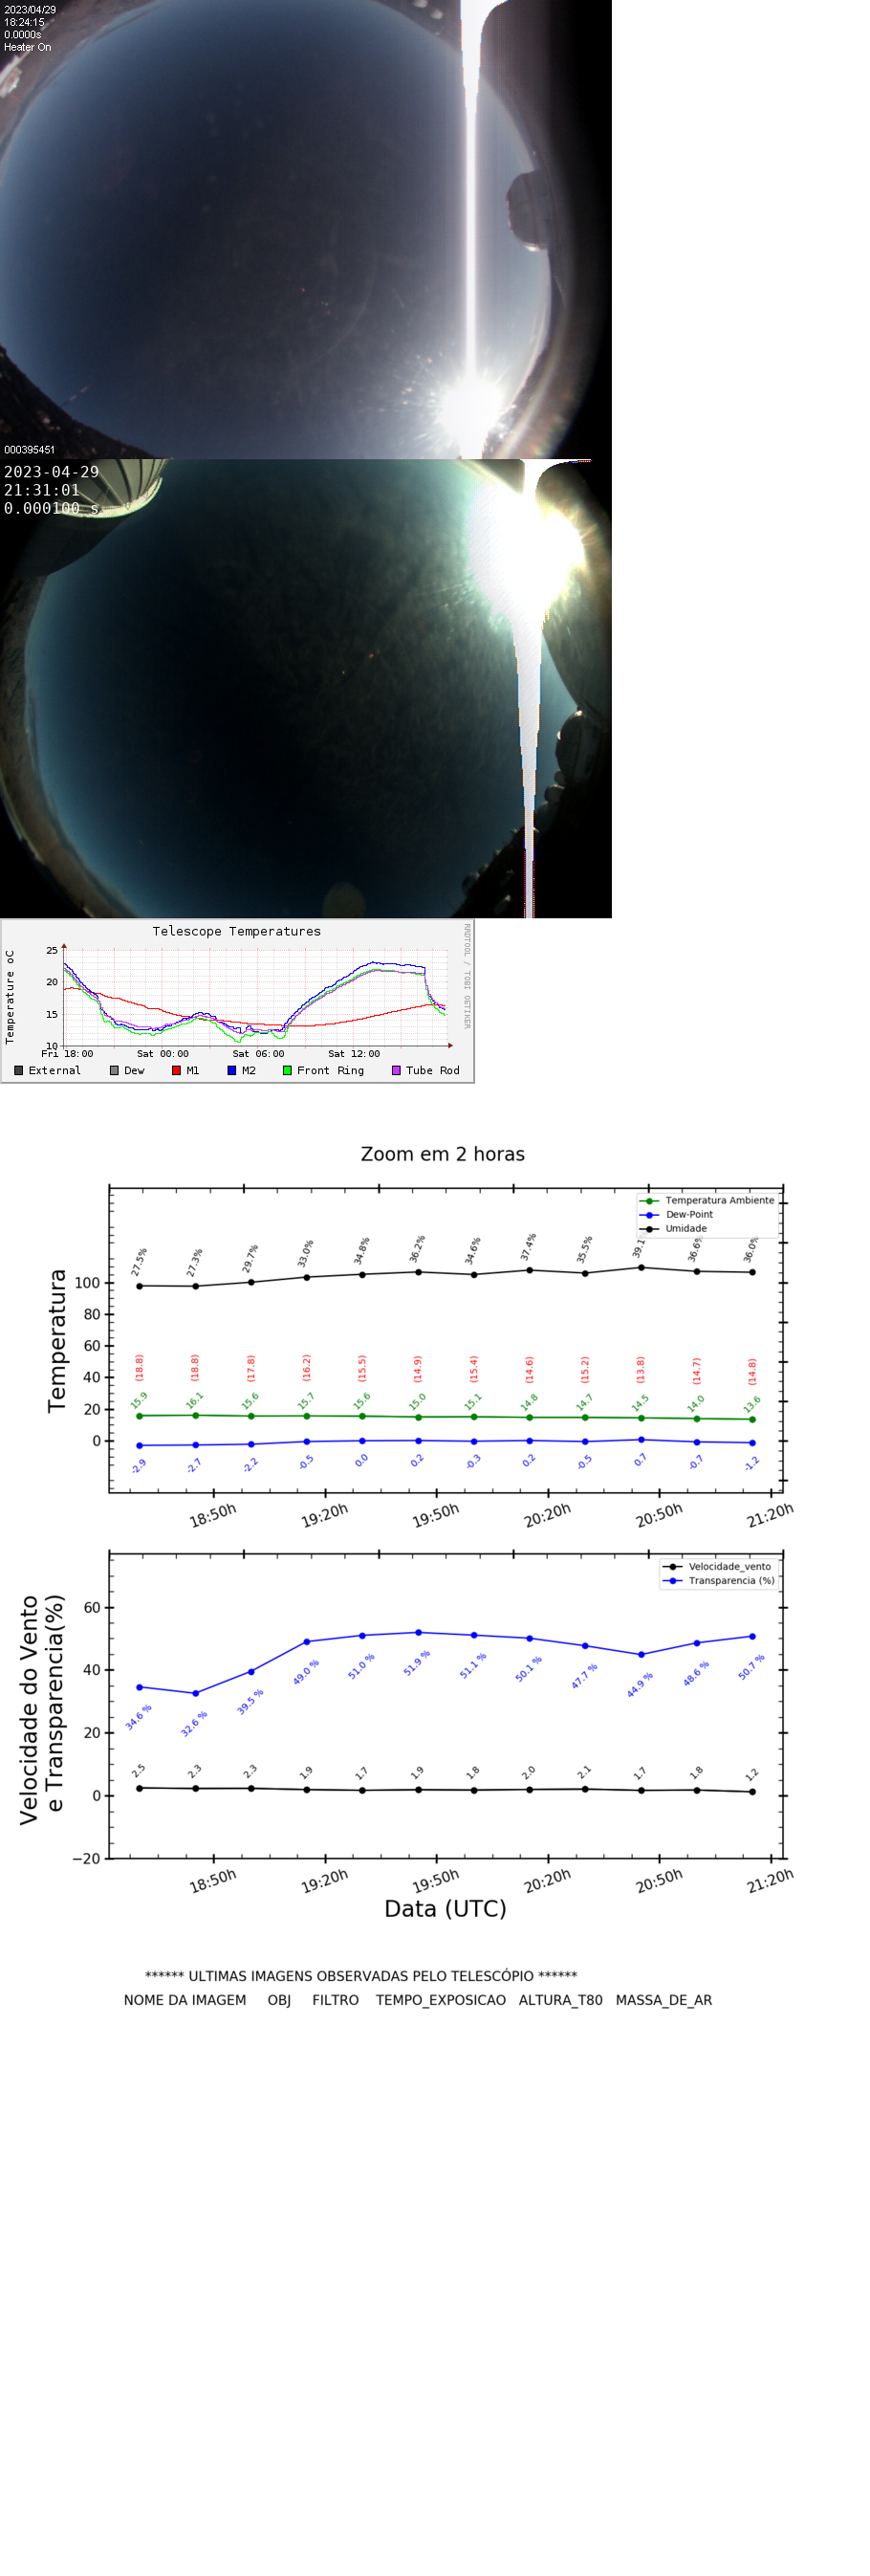 2023/04/29
18:24:15
0.0000s
Heater On
000395451
2023-04-29
21:31:01
0.000100 s
Telescope Temperatures
RRDTOOL / TOBI OETIKER
Temperature oC
25
20
15
10
Fri 18:00 Sat 00:00 Sat 06:00 Sat 12:00
External Dew M1 M2 Front Ring Tube Rod
Zoom em 2 horas
Temperatura Ambiente
Dew-Point
Umidade
Temperatura
100
80
60
40
20
0
27.5% 27.3% 29.7% 33.0% 34.8% 36.2% 34.6% 37.4% 35.5% 39.1 36.6% 36.0%
(18.8) (18.8) (17.8) (16.2) (15.5) (14.9) (15.4) (14.6) (15.2) (13.8) (14.7) (14.8)
15.9 16.1 15.6 15.7 15.6 15.0 15.1 14.8 14.7 14.5 14.0 13.6
-2.9 -2.7 -2.2 -0.5 0.0 0.2 -0.3 0.2 -0.5 0.7 -0.7 -1.2
18:50h 19:20h 19:50h 20:20h 20:50h 21:20h
Velocidade_vento
Transparencia (%)
Velocidade do Vento
e Transparencia(%)
60
40
20
0
−20
34.6 % 32.6 % 39.5 % 49.0 % 51.0 % 51.9 % 51.1 % 50.1 % 47.7 % 44.9 % 48.6 % 50.7 %
2.5 2.3 2.3 1.9 1.7 1.9 1.8 2.0 2.1 1.7 1.8 1.2
18:50h 19:20h 19:50h 20:20h 20:50h 21:20h
Data (UTC)
****** ULTIMAS IMAGENS OBSERVADAS PELO TELESCÓPIO ******
NOME DA IMAGEM OBJ FILTRO TEMPO_EXPOSICAO ALTURA_T80 MASSA_DE_AR